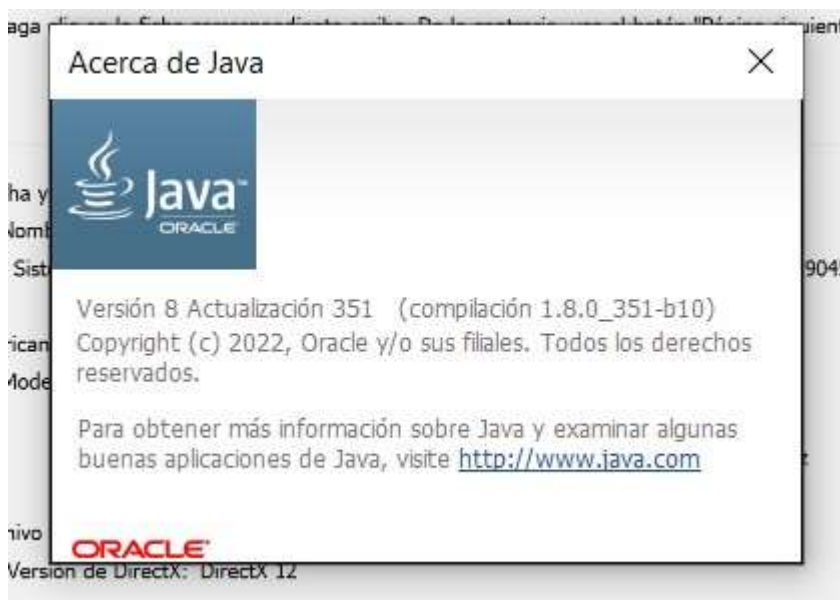 Acerca de Java
Java
ORACLE
Versión 8 Actualización 351 (compilación 1.8.0_351-b10)
Copyright (c) 2022, Oracle y/o sus filiales. Todos los derechos
reservados.
Para obtener más información sobre Java y examinar algunas
buenas aplicaciones de Java, visite http://www.java.com
ORACLE
Versión de DirectX: DirectX 12